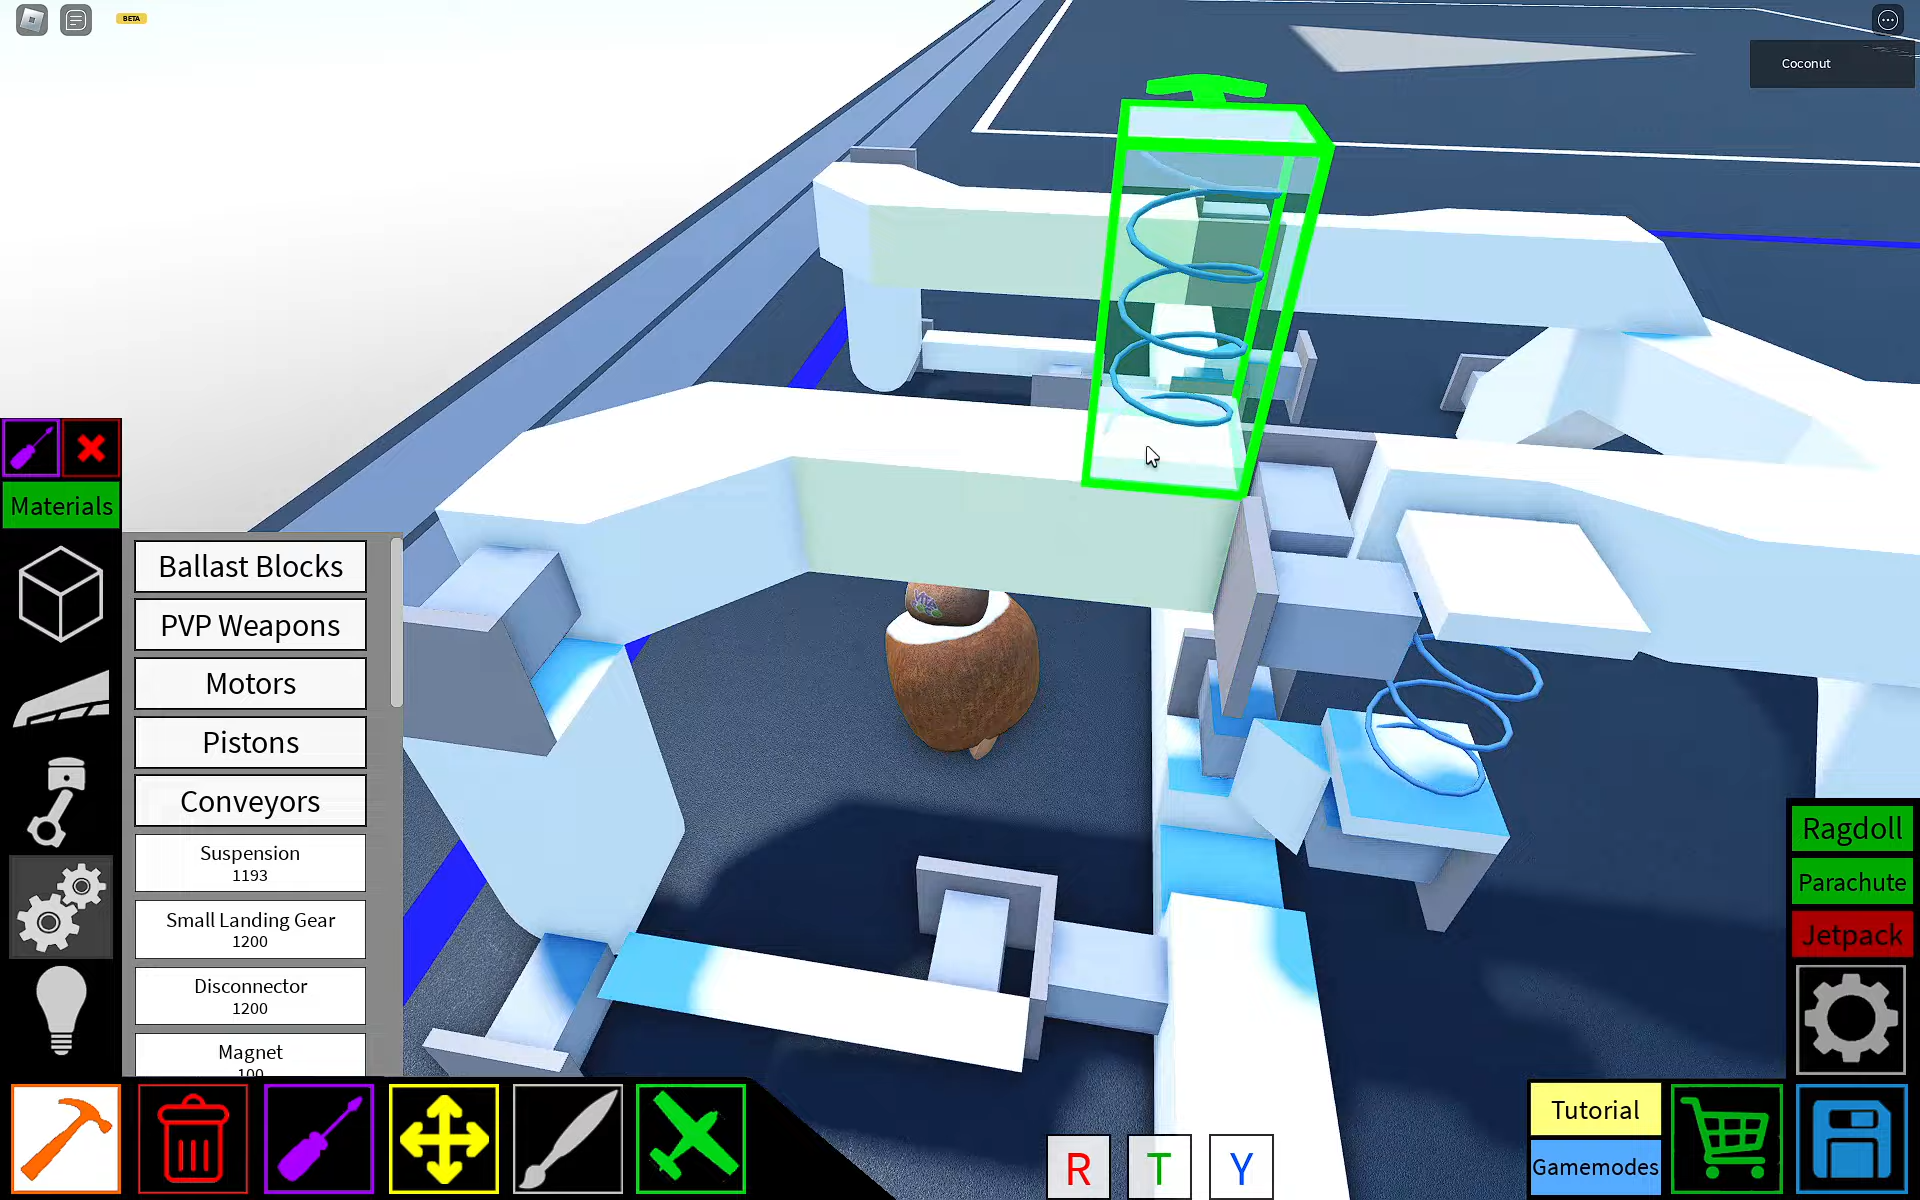 BETA
Coconut
Materials
Ballast Blocks
PVP Weapons
Motors
Pistons
Conveyors
Suspension
1193
Small Landing Gear
1200
Disconnector
1200
Magnet
100
Ragdoll
Parachute
Jetpack
Tutorial
Gamemodes
R T Y